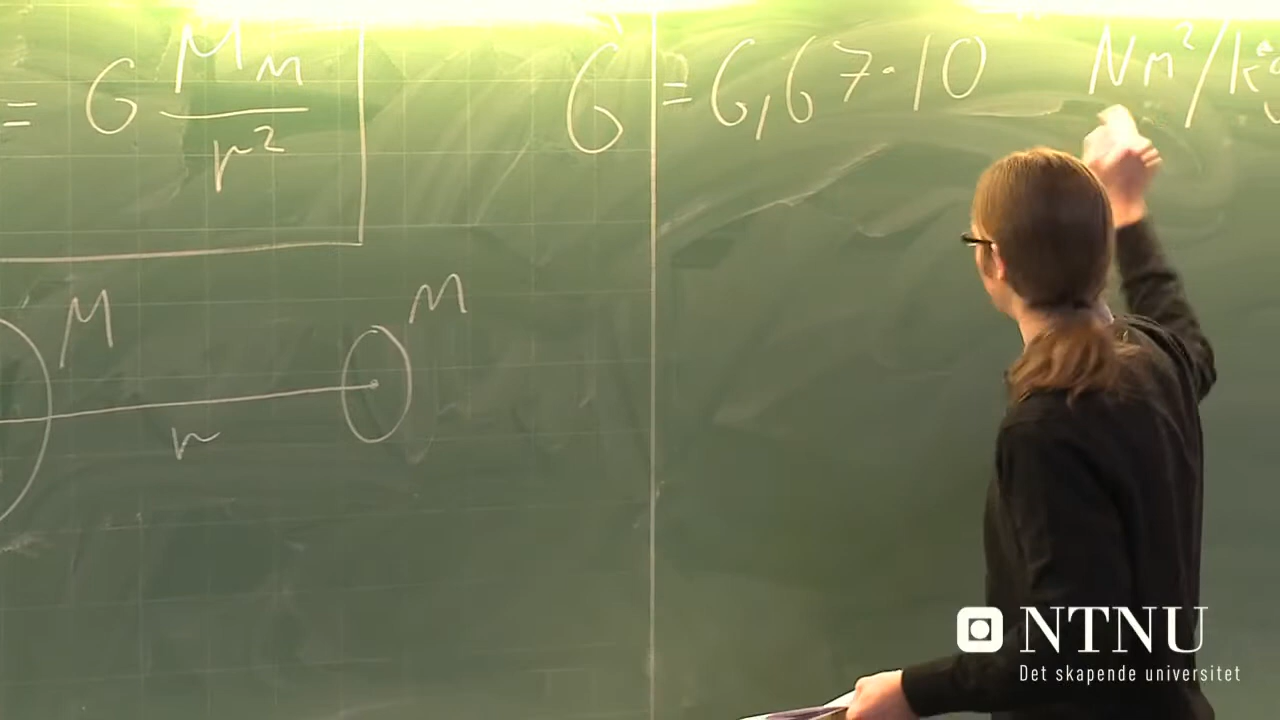 = G Mm / r²
G = 6,67·10 Nm²/kg
M
m
r
NTNU
Det skapende universitet